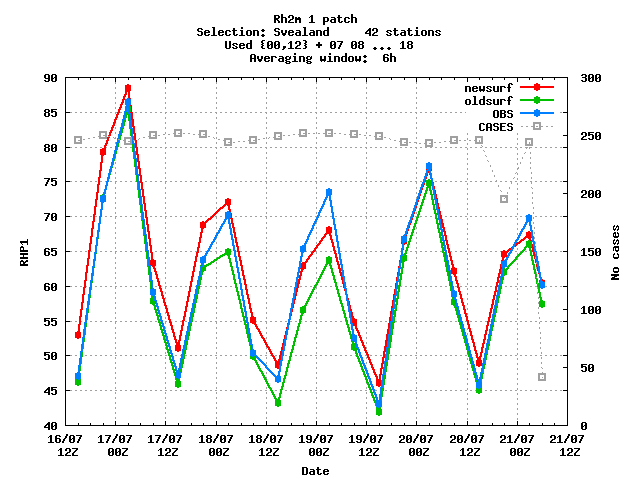 Rh2m 1 patch
Selection: Svealand 42 stations
Used {00,12} + 07 08 ... 18
Averaging window: 6h
90
85
80
75
70
65
60
55
50
45
40
RHP1
300
250
200
150
100
50
0
No cases
newsurf
oldsurf
OBS
CASES
16/07 17/07 17/07 18/07 18/07 19/07 19/07 20/07 20/07 21/07 21/07
12Z 00Z 12Z 00Z 12Z 00Z 12Z 00Z 12Z 00Z 12Z
Date